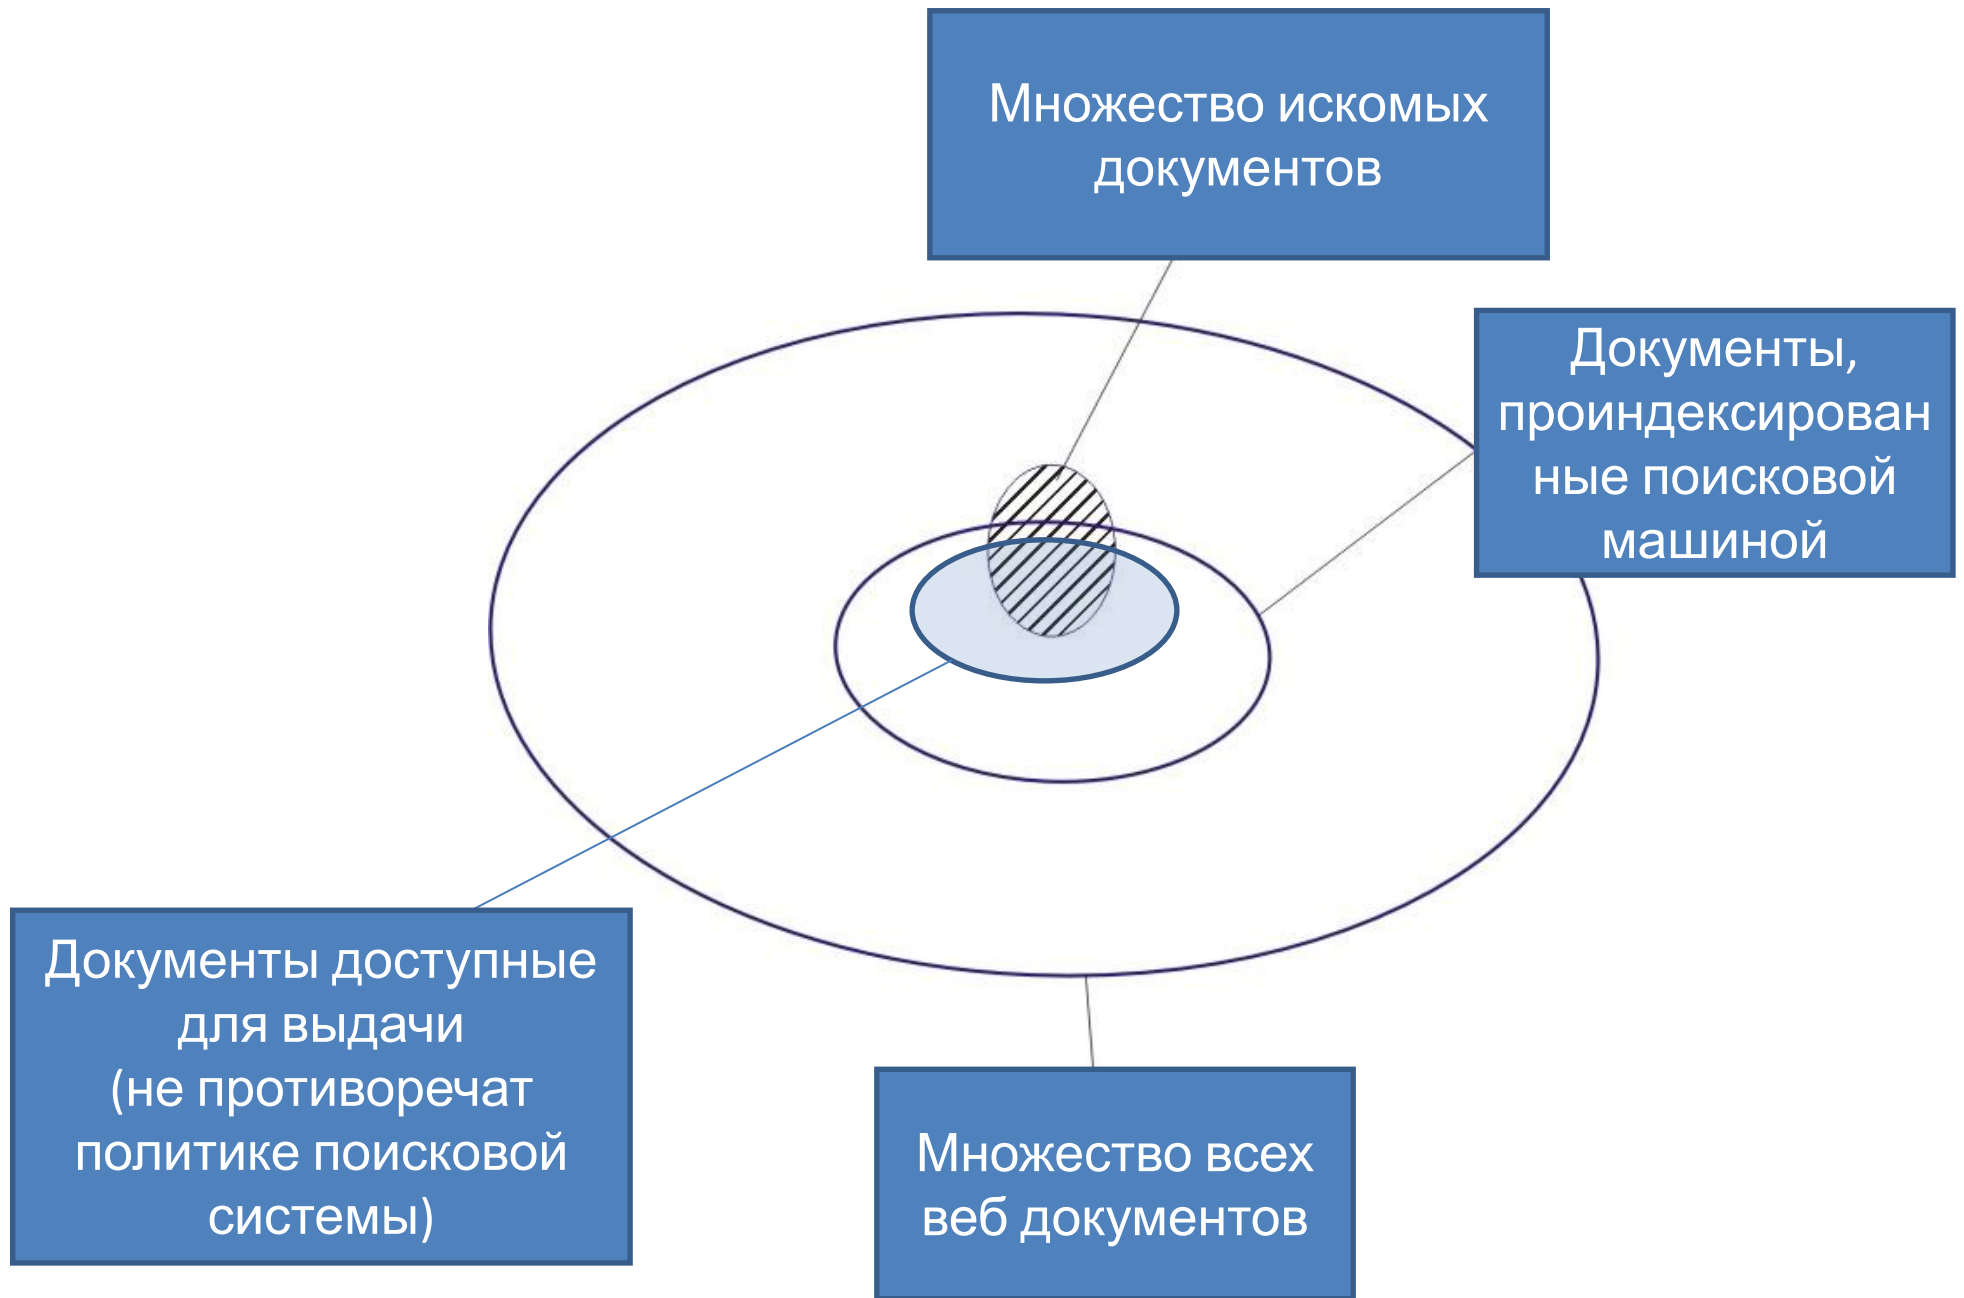 Множество искомых
документов
Документы,
проиндексирован
ные поисковой
машиной
Документы доступные
для выдачи
(не противоречат
политике поисковой
системы)
Множество всех
веб документов